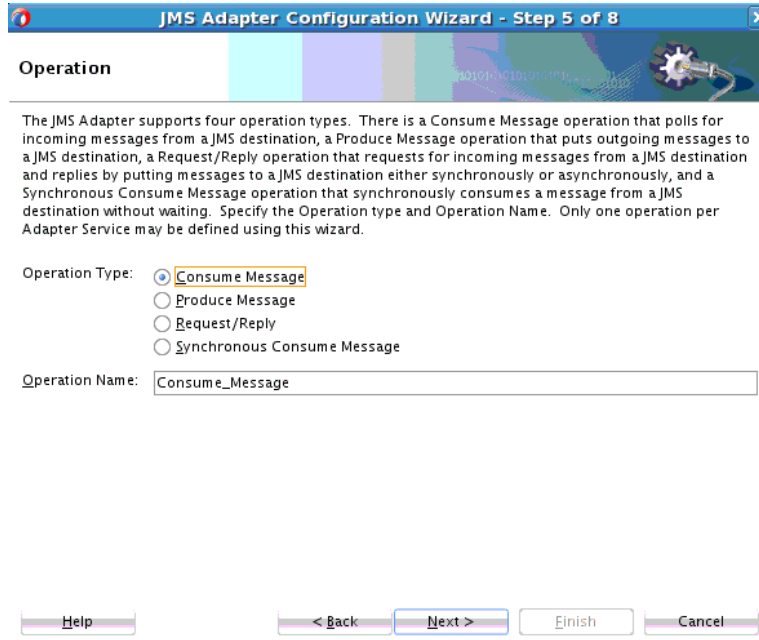 JMS Adapter Configuration Wizard - Step 5 of 8
Operation
The JMS Adapter supports four operation types.  There is a Consume Message operation that polls for
incoming messages from a JMS destination, a Produce Message operation that puts outgoing messages to
a JMS destination, a Request/Reply operation that requests for incoming messages from a JMS destination
and replies by putting messages to a JMS destination either synchronously or asynchronously, and a
Synchronous Consume Message operation that synchronously consumes a message from a JMS
destination without waiting.  Specify the Operation type and Operation Name.  Only one operation per
Adapter Service may be defined using this wizard.
Operation Type: Consume Message
Produce Message
Request/Reply
Synchronous Consume Message
Operation Name: Consume_Message
Help < Back Next > Finish Cancel